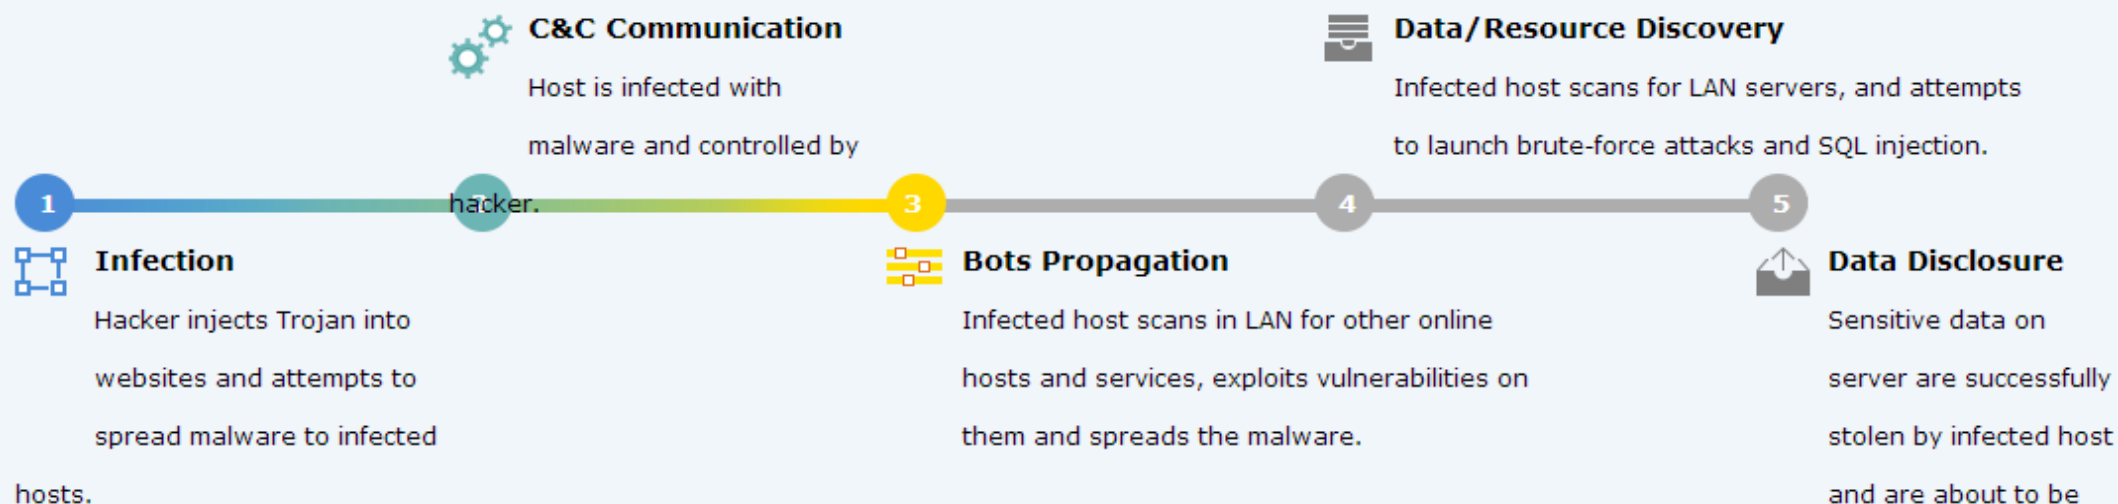 C&C Communication
Host is infected with
malware and controlled by
hacker.
Data/Resource Discovery
Infected host scans for LAN servers, and attempts
to launch brute-force attacks and SQL injection.
1
2
3
4
5
Infection
Hacker injects Trojan into
websites and attempts to
spread malware to infected
hosts.
Bots Propagation
Infected host scans in LAN for other online
hosts and services, exploits vulnerabilities on
them and spreads the malware.
Data Disclosure
Sensitive data on
server are successfully
stolen by infected host
and are about to be